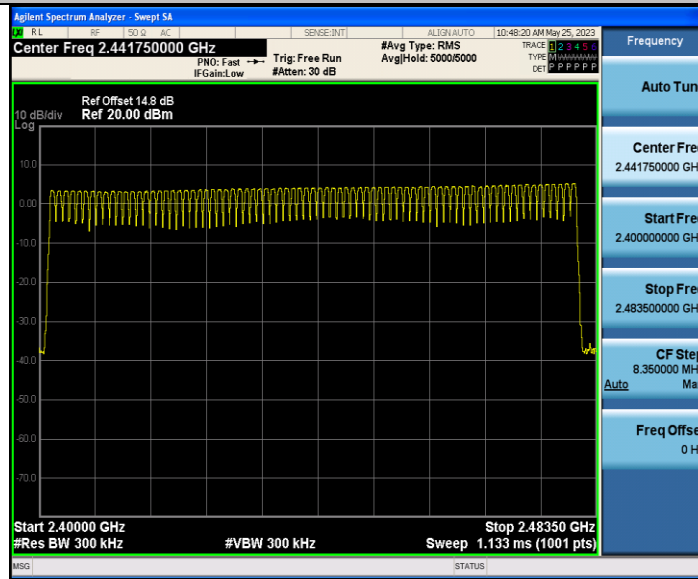 Agilent Spectrum Analyzer - Swept SA
RL RF 50 Ω AC SENSE:INT ALIGN AUTO 10:48:20 AM May 25, 2023
Center Freq 2.441750000 GHz
PNO: Fast
IFGain:Low
Trig: Free Run
#Atten: 30 dB
#Avg Type: RMS
Avg|Hold: 5000/5000
TRACE 1 2 3 4 5 6
TYPE M
DET P P P P P P
Ref Offset 14.8 dB
Ref 20.00 dBm
10 dB/div
Log
10.0
0.00
-10.0
-20.0
-30.0
-40.0
-50.0
-60.0
-70.0
Start 2.40000 GHz
Stop 2.48350 GHz
#Res BW 300 kHz
#VBW 300 kHz
Sweep 1.133 ms (1001 pts)
MSG
STATUS
Frequency
Auto Tun
Center Fre
2.441750000 GH
Start Fre
2.400000000 GH
Stop Fre
2.483500000 GH
CF Step
8.350000 MH
Auto Ma
Freq Offse
0 H